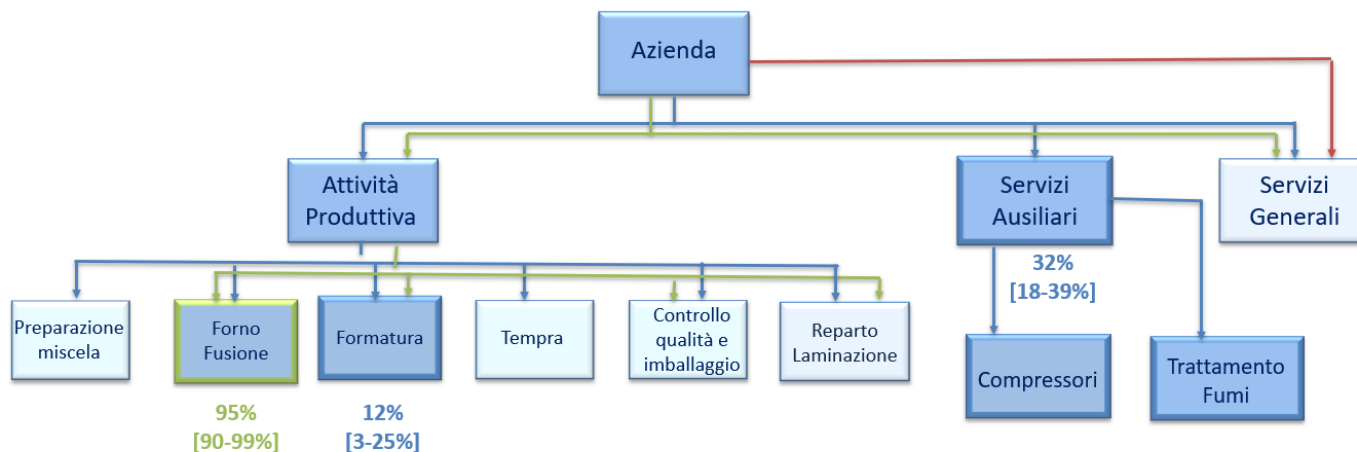 Azienda
Attività
Produttiva
Servizi
Ausiliari
Servizi
Generali
32%
[18-39%]
Preparazione
miscela
Forno
Fusione
Formatura
Tempra
Controllo
qualità e
imballaggio
Reparto
Laminazione
Compressori
Trattamento
Fumi
95%
[90-99%]
12%
[3-25%]